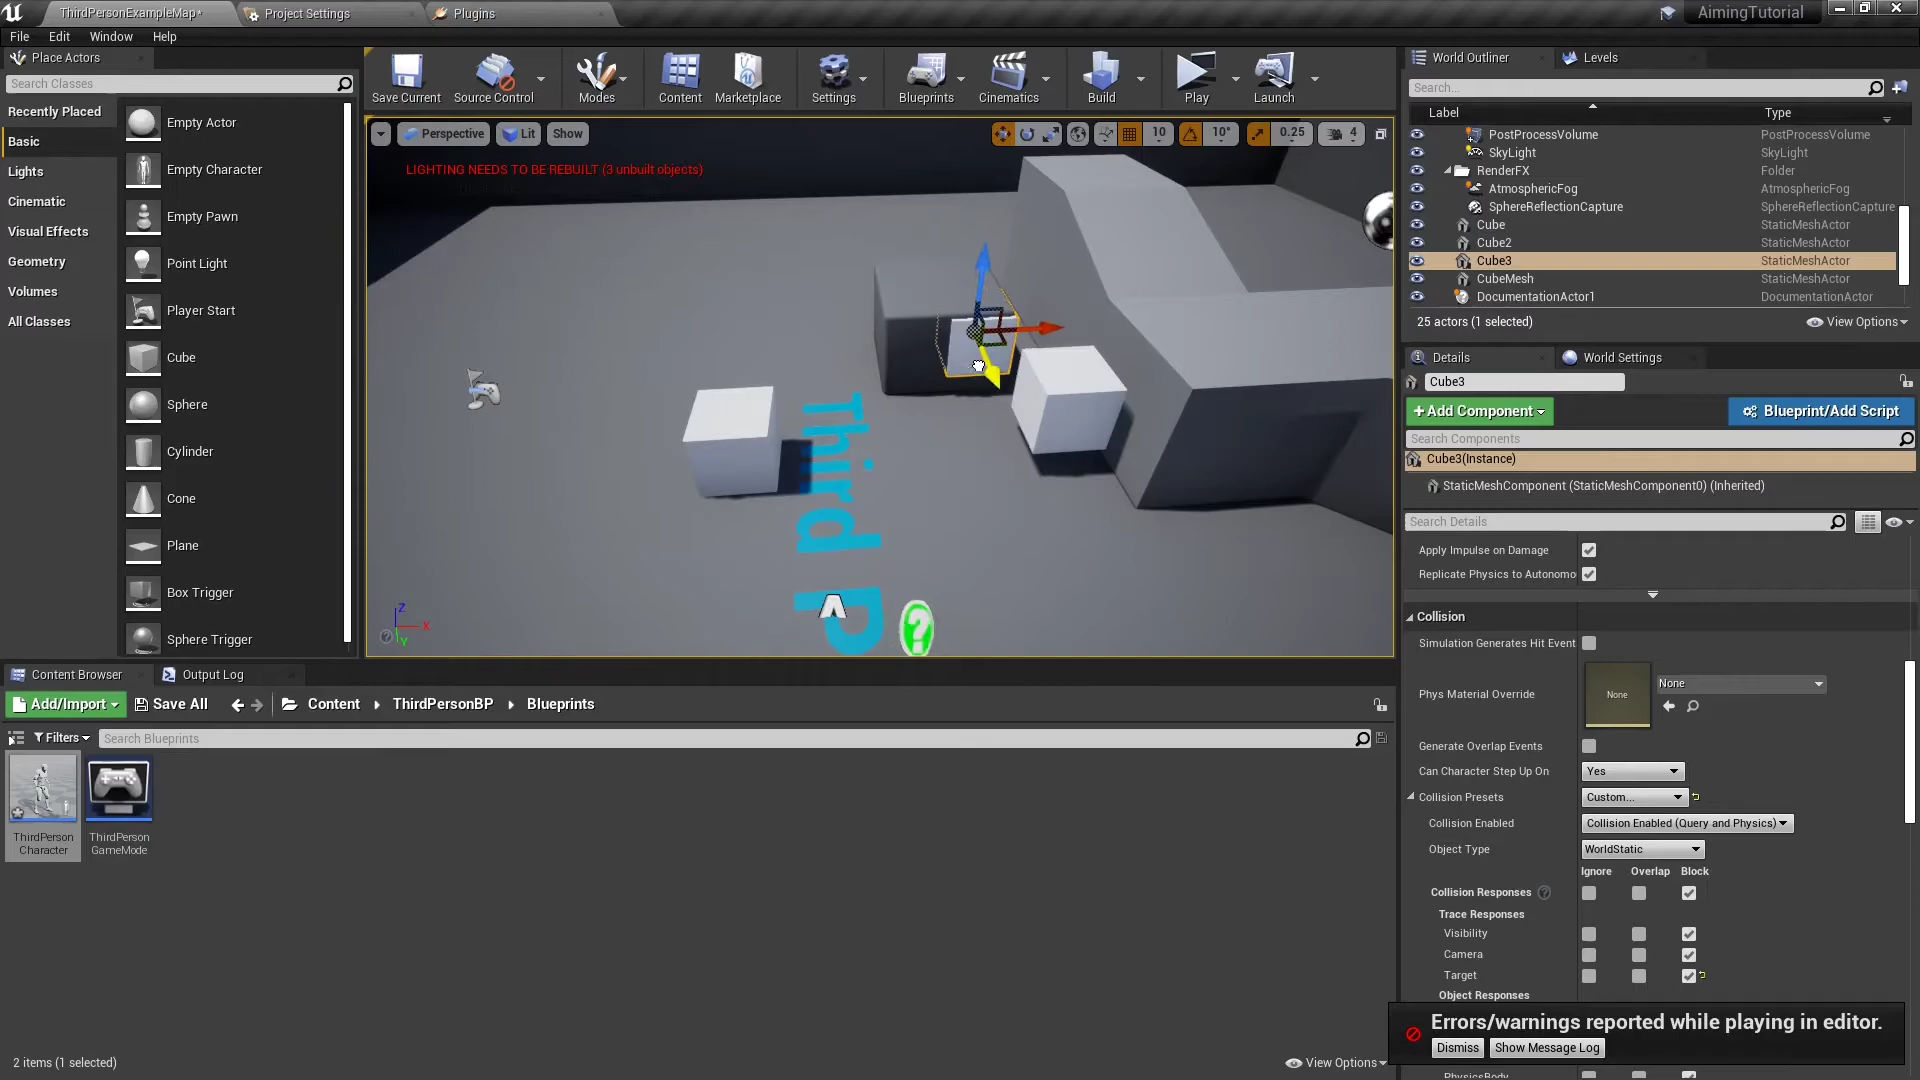 ThirdPersonExampleMap*
Project Settings
Plugins
AimingTutorial
File Edit Window Help
Place Actors
Search Classes
Recently Placed
Basic
Lights
Cinematic
Visual Effects
Geometry
Volumes
All Classes
Empty Actor
Empty Character
Empty Pawn
Point Light
Player Start
Cube
Sphere
Cylinder
Cone
Plane
Box Trigger
Sphere Trigger
Save Current
Source Control
Modes
Content
Marketplace
Settings
Blueprints
Cinematics
Build
Play
Launch
Perspective
Lit
Show
10
10°
0.25
4
LIGHTING NEEDS TO BE REBUILT (3 unbuilt objects)
Third P
?
Z
X
Y
World Outliner
Levels
Search...
Label Type
PostProcessVolume PostProcessVolume
SkyLight SkyLight
RenderFX Folder
AtmosphericFog AtmosphericFog
SphereReflectionCapture SphereReflectionCapture
Cube StaticMeshActor
Cube2 StaticMeshActor
Cube3 StaticMeshActor
CubeMesh StaticMeshActor
DocumentationActor1 DocumentationActor
25 actors (1 selected)
View Options
Details
World Settings
Cube3
+Add Component
Blueprint/Add Script
Search Components
Cube3(Instance)
StaticMeshComponent (StaticMeshComponent0) (Inherited)
Search Details
Apply Impulse on Damage
Replicate Physics to Autonomo
Collision
Simulation Generates Hit Event
Phys Material Override
None
None
Generate Overlap Events
Can Character Step Up On
Yes
Collision Presets
Custom...
Collision Enabled
Collision Enabled (Query and Physics)
Object Type
WorldStatic
Ignore Overlap Block
Collision Responses
Trace Responses
Visibility
Camera
Target
Object Responses
Errors/warnings reported while playing in editor.
Dismiss
Show Message Log
PhysicsBody
Content Browser
Output Log
Add/Import
Save All
Content
ThirdPersonBP
Blueprints
Filters
Search Blueprints
ThirdPerson
Character
ThirdPerson
GameMode
2 items (1 selected)
View Options